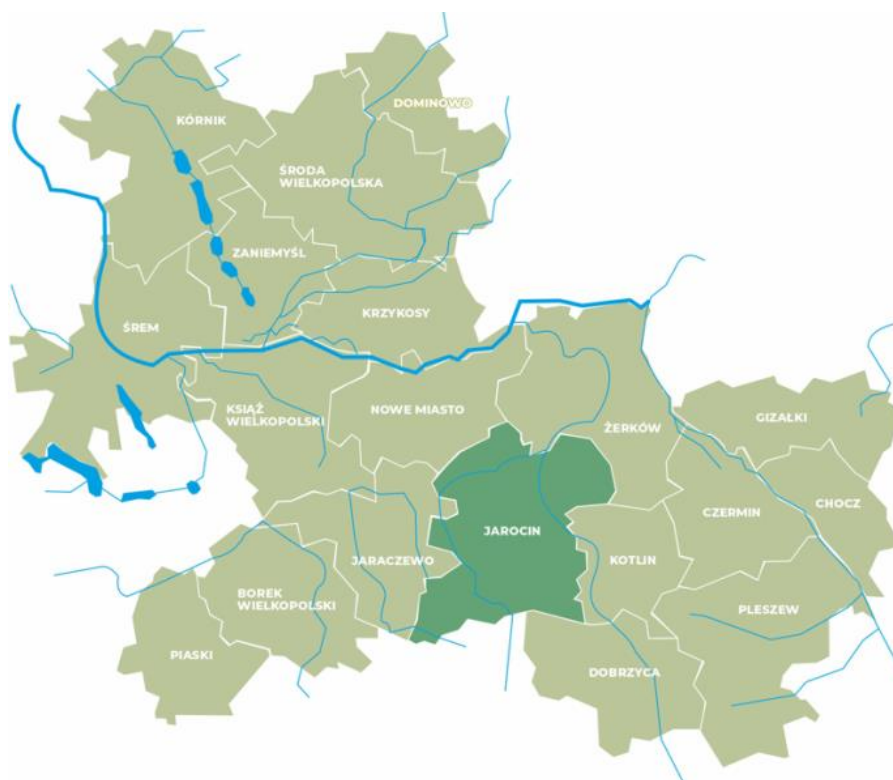 DOMINOWO
KÓRNIK
ŚRODA
WIELKOPOLSKA
ZANIEMYŚL
KRZYKOSY
ŚREM
KSIĄŻ
WIELKOPOLSKI
NOWE MIASTO
ŻERKÓW
GIZAŁKI
CHOCZ
CZERMIN
JAROCIN
KOTLIN
JARACZEWO
BOREK
WIELKOPOLSKI
PLESZEW
PIASKI
DOBRZYCA